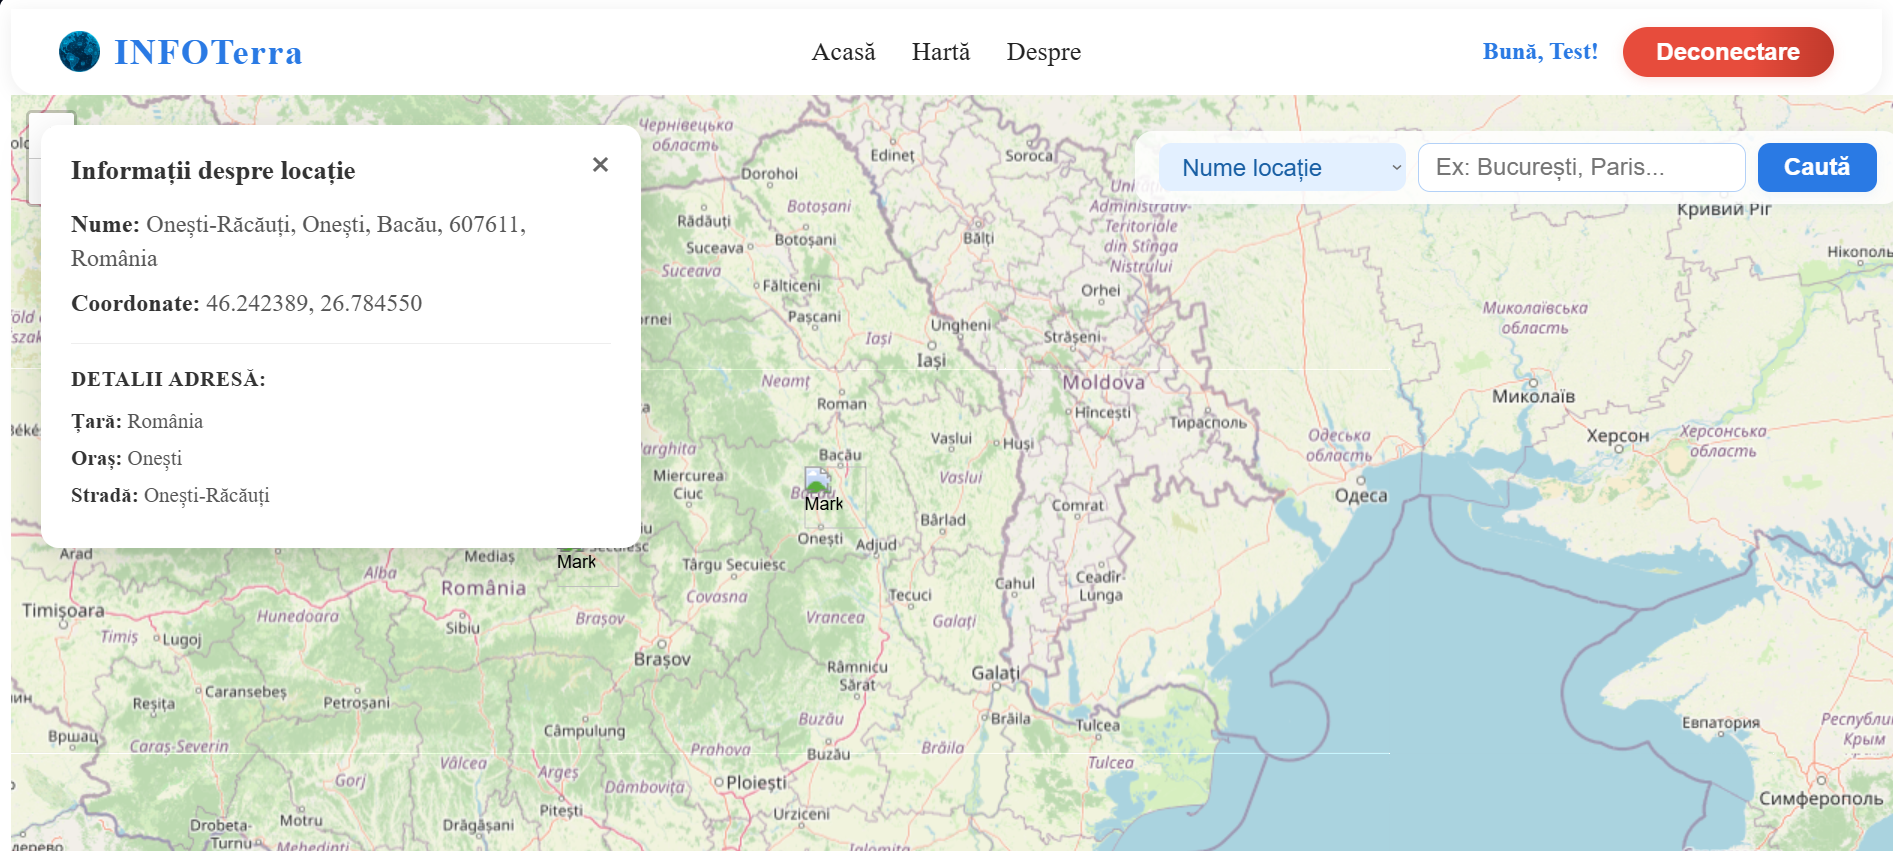 INFOTerra
Acasă
Hartă
Despre
Bună, Test!
Deconectare
Informații despre locație
×
Nume: Onești-Răcăuți, Onești, Bacău, 607611,
România
Coordonate: 46.242389, 26.784550
DETALII ADRESĂ:
Țară: România
Oraș: Onești
Stradă: Onești-Răcăuți
Nume locație
Ex: București, Paris...
Caută
Чернівецька
область
Edineț
Soroca
Dorohoi
Botoșani
Rădăuți
Suceava
Botoșani
Bălți
Administrativ-
Teritoriale
din Stînga
Nistrului
Кривий Ріг
Нікополь
Suceava
Fălticeni
Orhei
Pașcani
Ungheni
Strășeni
Миколаївська
область
Iași
Iași
Neamț
Moldova
Roman
Hîncești
Тирасполь
Миколаїв
Vaslui
Huși
Одеська
область
Херсон
Херсонська
область
Bacău
Miercurea
Ciuc
Vaslui
Mark
Comrat
Одеса
Bârlad
Onești
Adjud
Arad
Mediaș
Mark
Alba
Târgu Secuiesc
România
Cahul
Ceadîr-
Lunga
Timișoara
Hunedoara
Covasna
Tecuci
Brașov
Vrancea
Galați
Timiș
Lugoj
Sibiu
Brașov
Râmnicu
Sărat
Galați
Caransebeș
Reșița
Petroșani
Câmpulung
Buzău
Brăila
Tulcea
Евпатория
Вршац
Caraș-Severin
Prahova
Buzău
Brăila
Vâlcea
Argeș
Gorj
Dâmbovița
Ploiești
Tulcea
Pitești
Urziceni
Симферополь
Motru
Drobeta-
Turnu
Drăgășani
Mehedinți
Ialomița